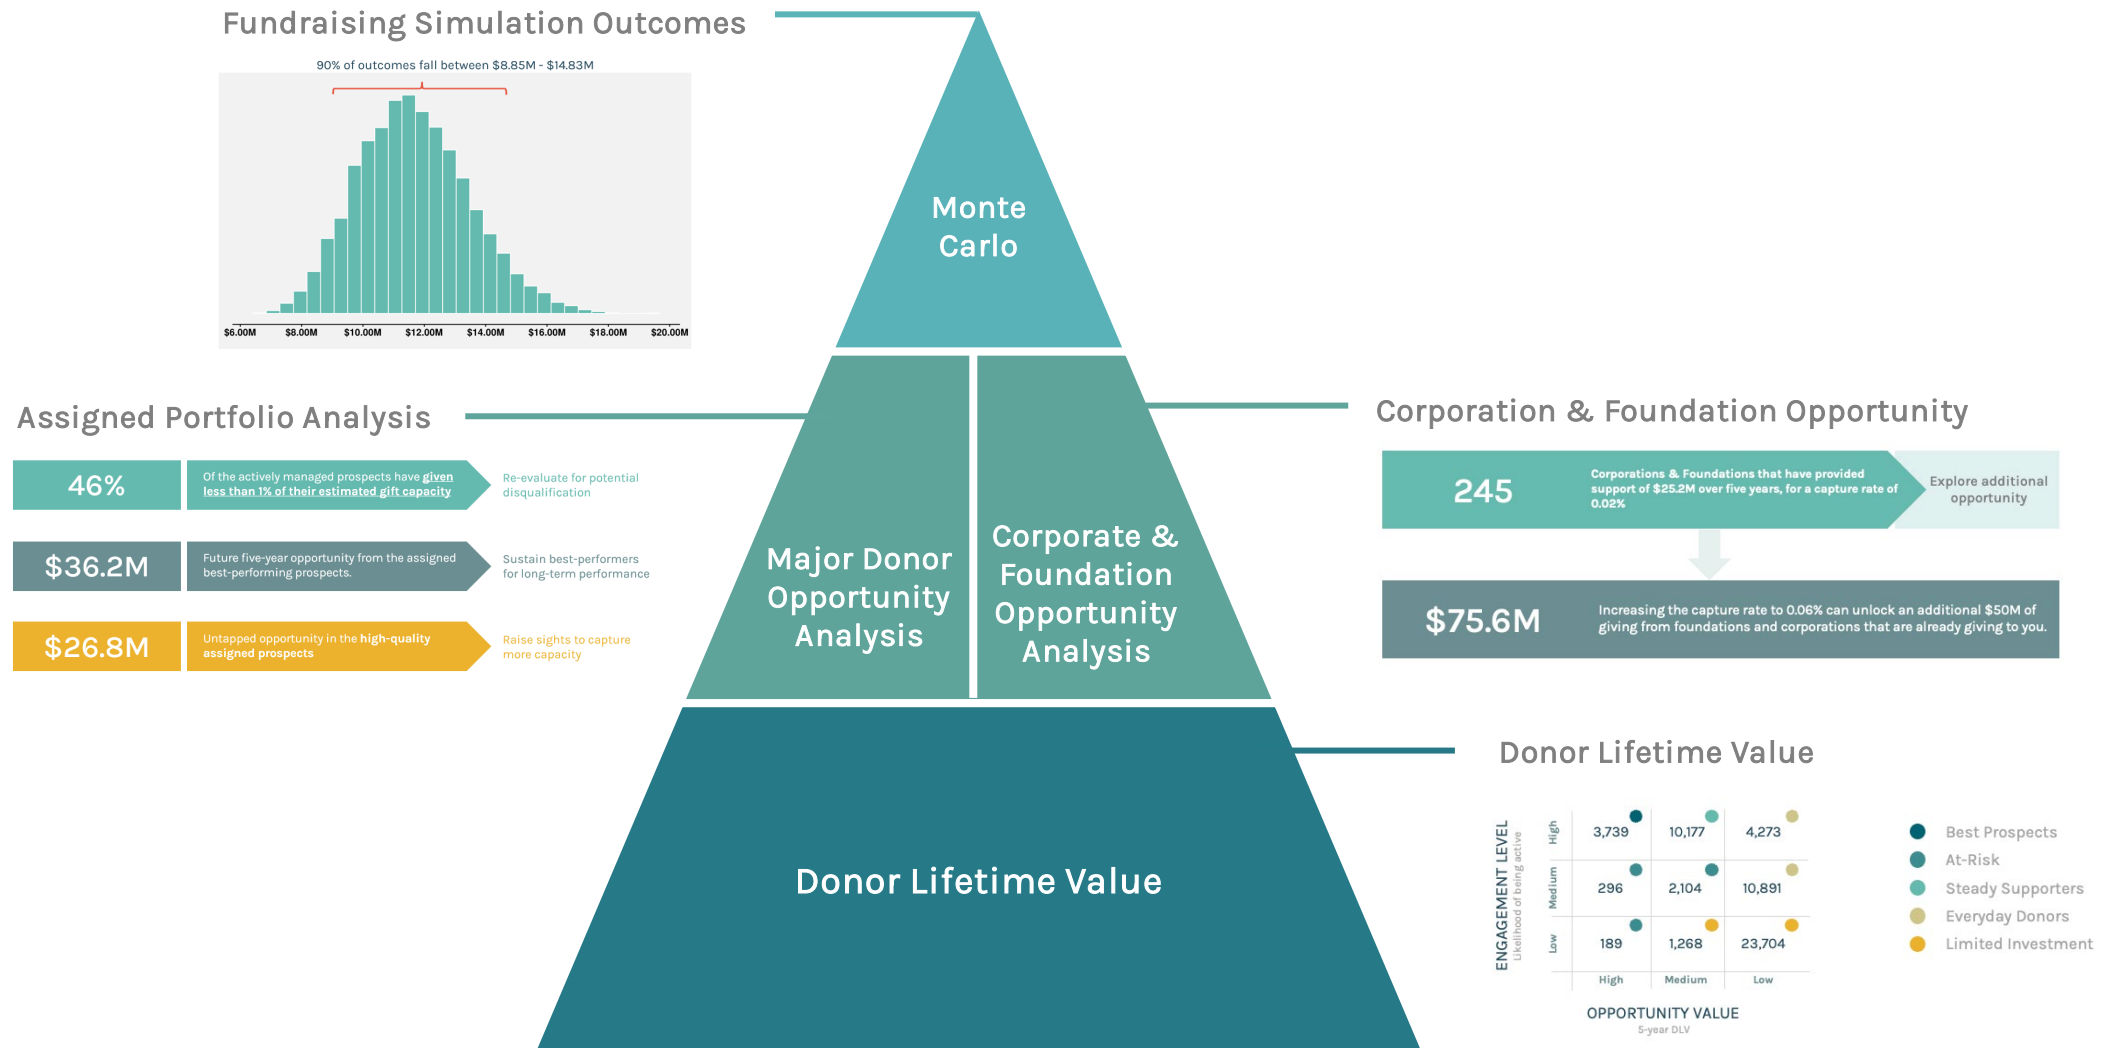 Fundraising Simulation Outcomes
90% of outcomes fall between $8.85M - $14.83M
$6.00M $8.00M $10.00M $12.00M $14.00M $16.00M $18.00M $20.00M
Monte
Carlo
Assigned Portfolio Analysis
46%
Of the actively managed prospects have given
less than 1% of their estimated gift capacity
Re-evaluate for potential
disqualification
$36.2M
Future five-year opportunity from the assigned
best-performing prospects.
Sustain best-performers
for long-term performance
$26.8M
Untapped opportunity in the high-quality
assigned prospects
Raise sights to capture
more capacity
Major Donor
Opportunity
Analysis
Corporate &
Foundation
Opportunity
Analysis
Corporation & Foundation Opportunity
245
Corporations & Foundations that have provided
support of $25.2M over five years, for a capture rate of
0.02%
Explore additional
opportunity
$75.6M
Increasing the capture rate to 0.06% can unlock an additional $50M of
giving from foundations and corporations that are already giving to you.
Donor Lifetime Value
Donor Lifetime Value
ENGAGEMENT LEVEL
Likelihood of being active
High
3,739 10,177 4,273
Medium
296 2,104 10,891
Low
189 1,268 23,704
High Medium Low
OPPORTUNITY VALUE
5-year DLV
Best Prospects
At-Risk
Steady Supporters
Everyday Donors
Limited Investment